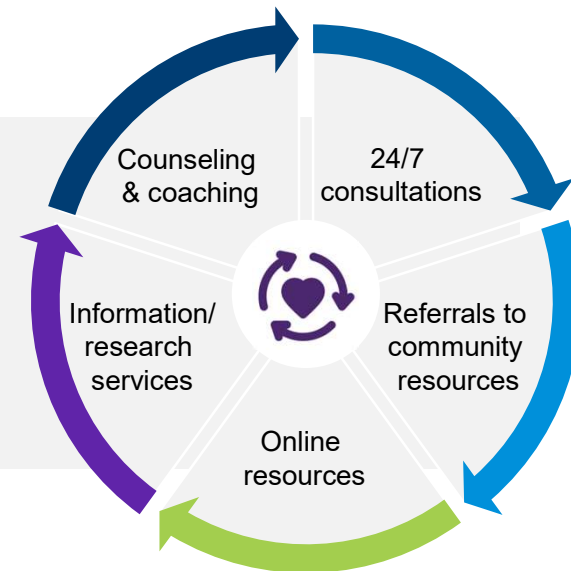 Counseling
& coaching
24/7
consultations
Referrals to
community
resources
Online
resources
Information/
research
services